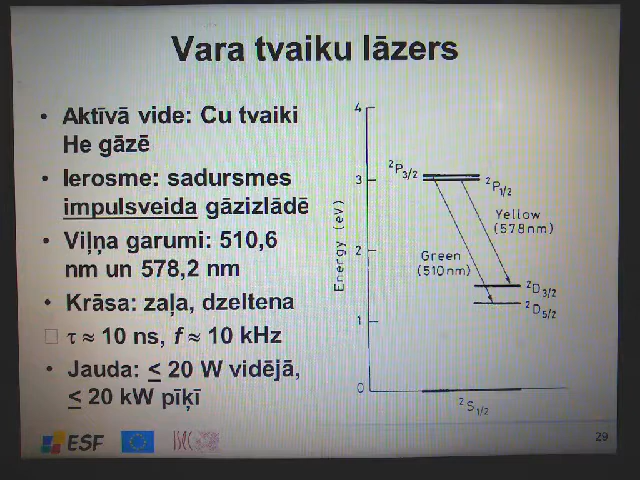 Vara tvaiku lāzers
• Aktīvā vide: Cu tvaiki
He gāzē
• Ierosme: sadursmes
impulsveida gāzizlādē
• Viļņa garumi: 510,6
nm un 578,2 nm
• Krāsa: zaļa, dzeltena
□ τ ≈ 10 ns, f ≈ 10 kHz
• Jauda: ≤ 20 W vidējā,
≤ 20 kW pīķī
Energy (eV)
4
3
2
1
0
²P₃/₂
²P₁/₂
Yellow
(578nm)
Green
(510nm)
²D₃/₂
²D₅/₂
²S₁/₂
ESF
29